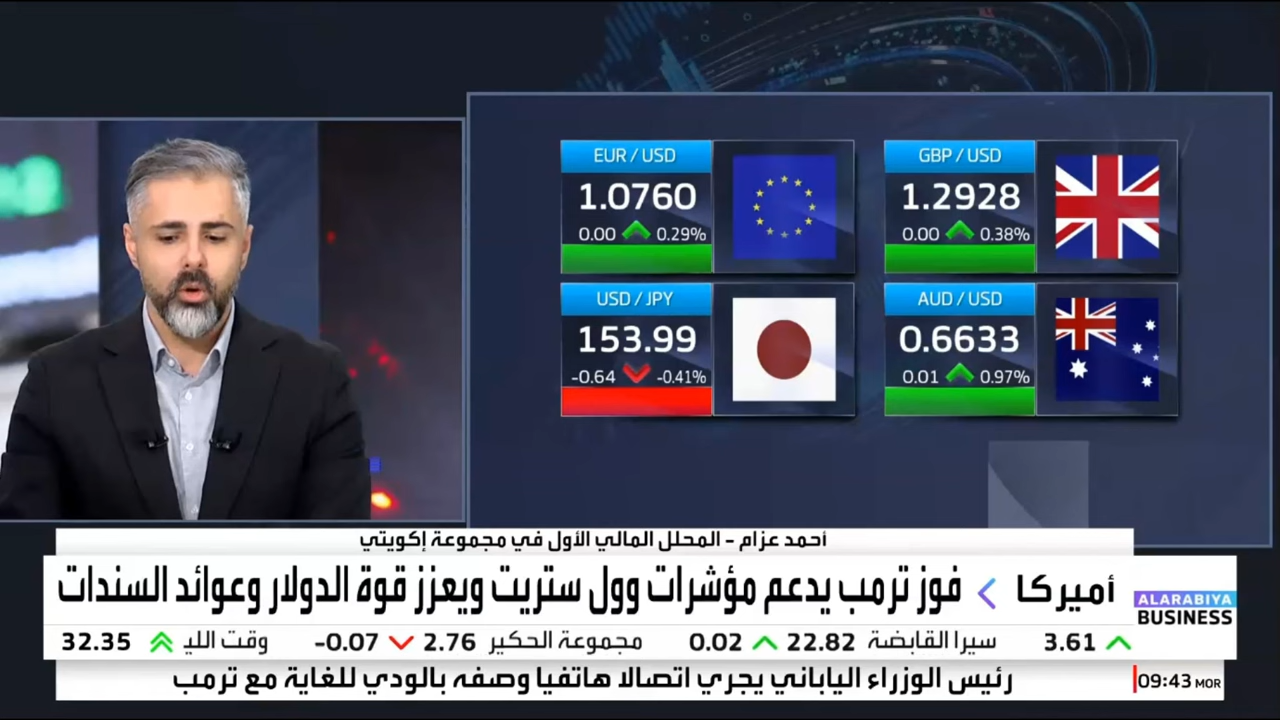 EUR / USD
1.0760
0.00 0.29%
GBP / USD
1.2928
0.00 0.38%
USD / JPY
153.99
-0.64 -0.41%
AUD / USD
0.6633
0.01 0.97%
أحمد عزام - المحلل المالي الأول في مجموعة إكويتي
أميركا
فوز ترمب يدعم مؤشرات وول ستريت ويعزز قوة الدولار وعوائد السندات
ALARABIYA
BUSINESS
3.61 سيرا القابضة 22.82 0.02 مجموعة الحكير 2.76 -0.07 وقت اللي 32.35
رئيس الوزراء الياباني يجري اتصالا هاتفيا وصفه بالودي للغاية مع ترمب
09:43 MOR